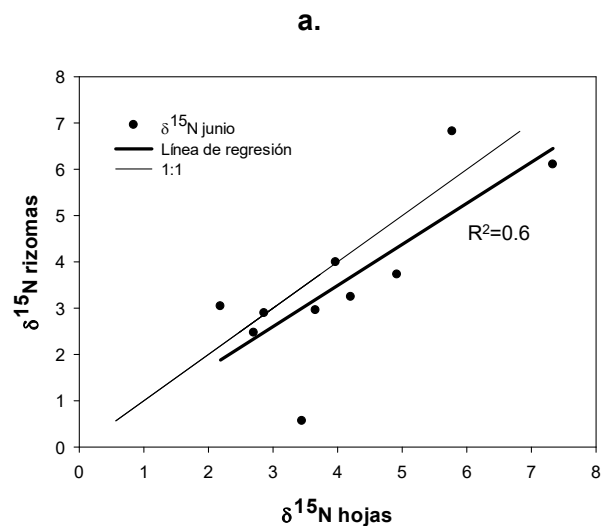 a.
8
7
6
5
4
3
2
1
0
δ15N rizomas
δ15N junio
Línea de regresión
1:1
R2=0.6
0 1 2 3 4 5 6 7 8
δ15N hojas